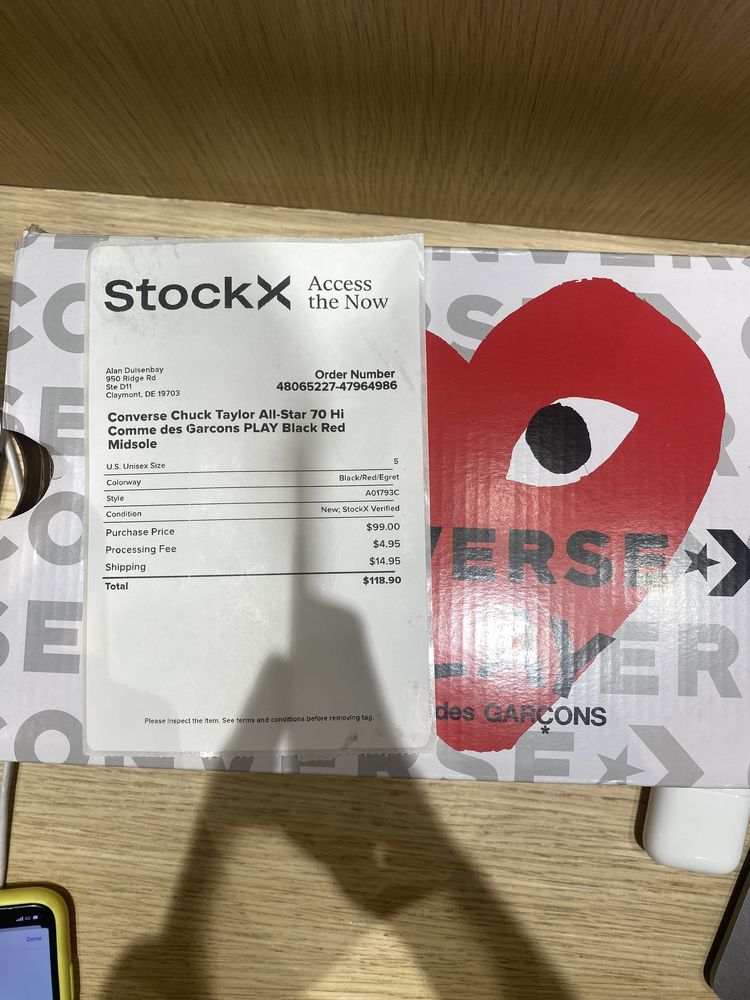 StockX Access
the Now
Alan Duisenbay
950 Ridge Rd
Ste D11
Claymont, DE 19703
Order Number
48065227-47964986
Converse Chuck Taylor All-Star 70 Hi
Comme des Garcons PLAY Black Red
Midsole
U.S. Unisex Size 5
Colorway Black/Red/Egret
Style A01793C
Condition New; StockX Verified
Purchase Price $99.00
Processing Fee $4.95
Shipping $14.95
Total $118.90
Please inspect the item. See terms and conditions before removing tag.
VERSE
LAY
des GARÇONS
CONVERSE
Done